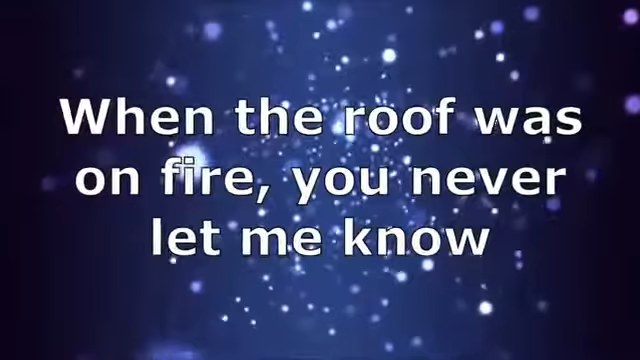 When the roof was
on fire, you never
let me know